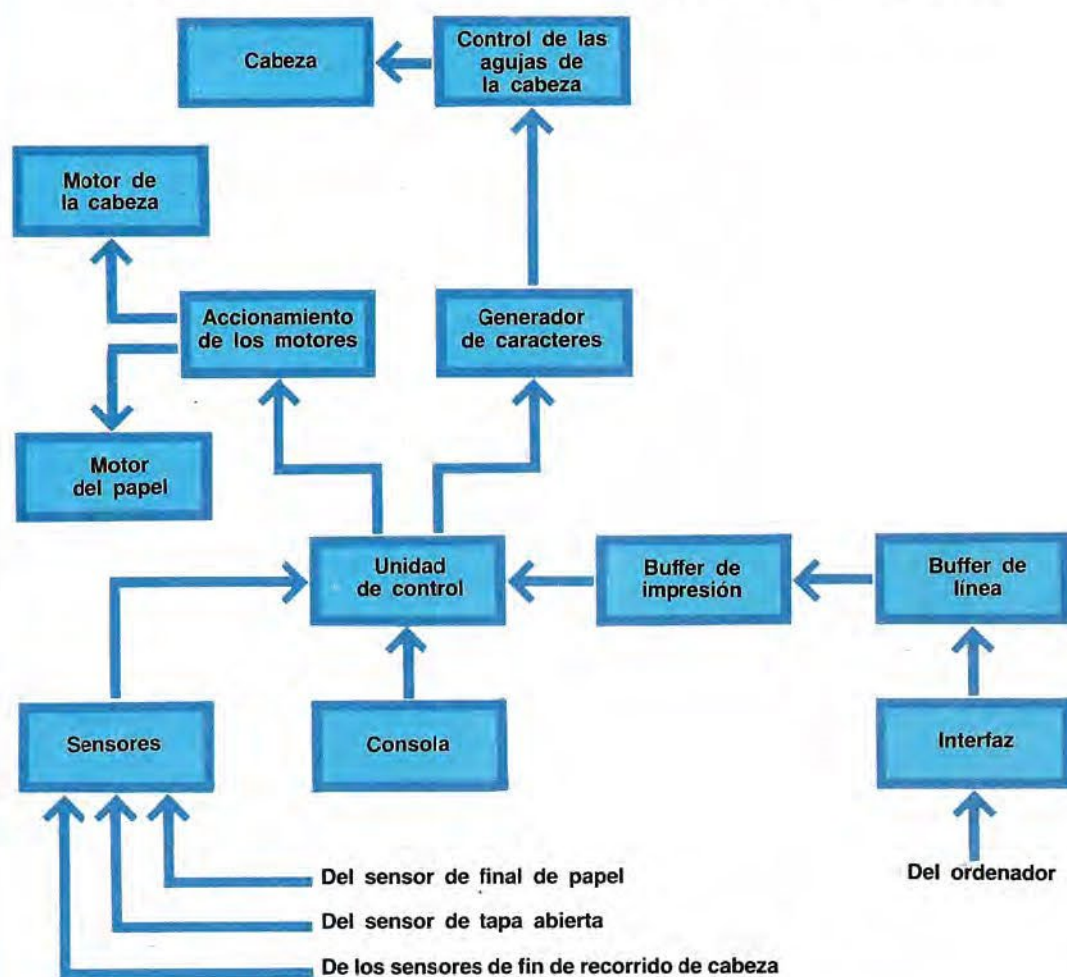 Cabeza
Control de las
agujas de
la cabeza
Motor de
la cabeza
Accionamiento
de los motores
Generador
de caracteres
Motor
del papel
Unidad
de control
Buffer de
impresión
Buffer de
línea
Sensores
Consola
Interfaz
Del sensor de final de papel
Del ordenador
Del sensor de tapa abierta
De los sensores de fin de recorrido de cabeza